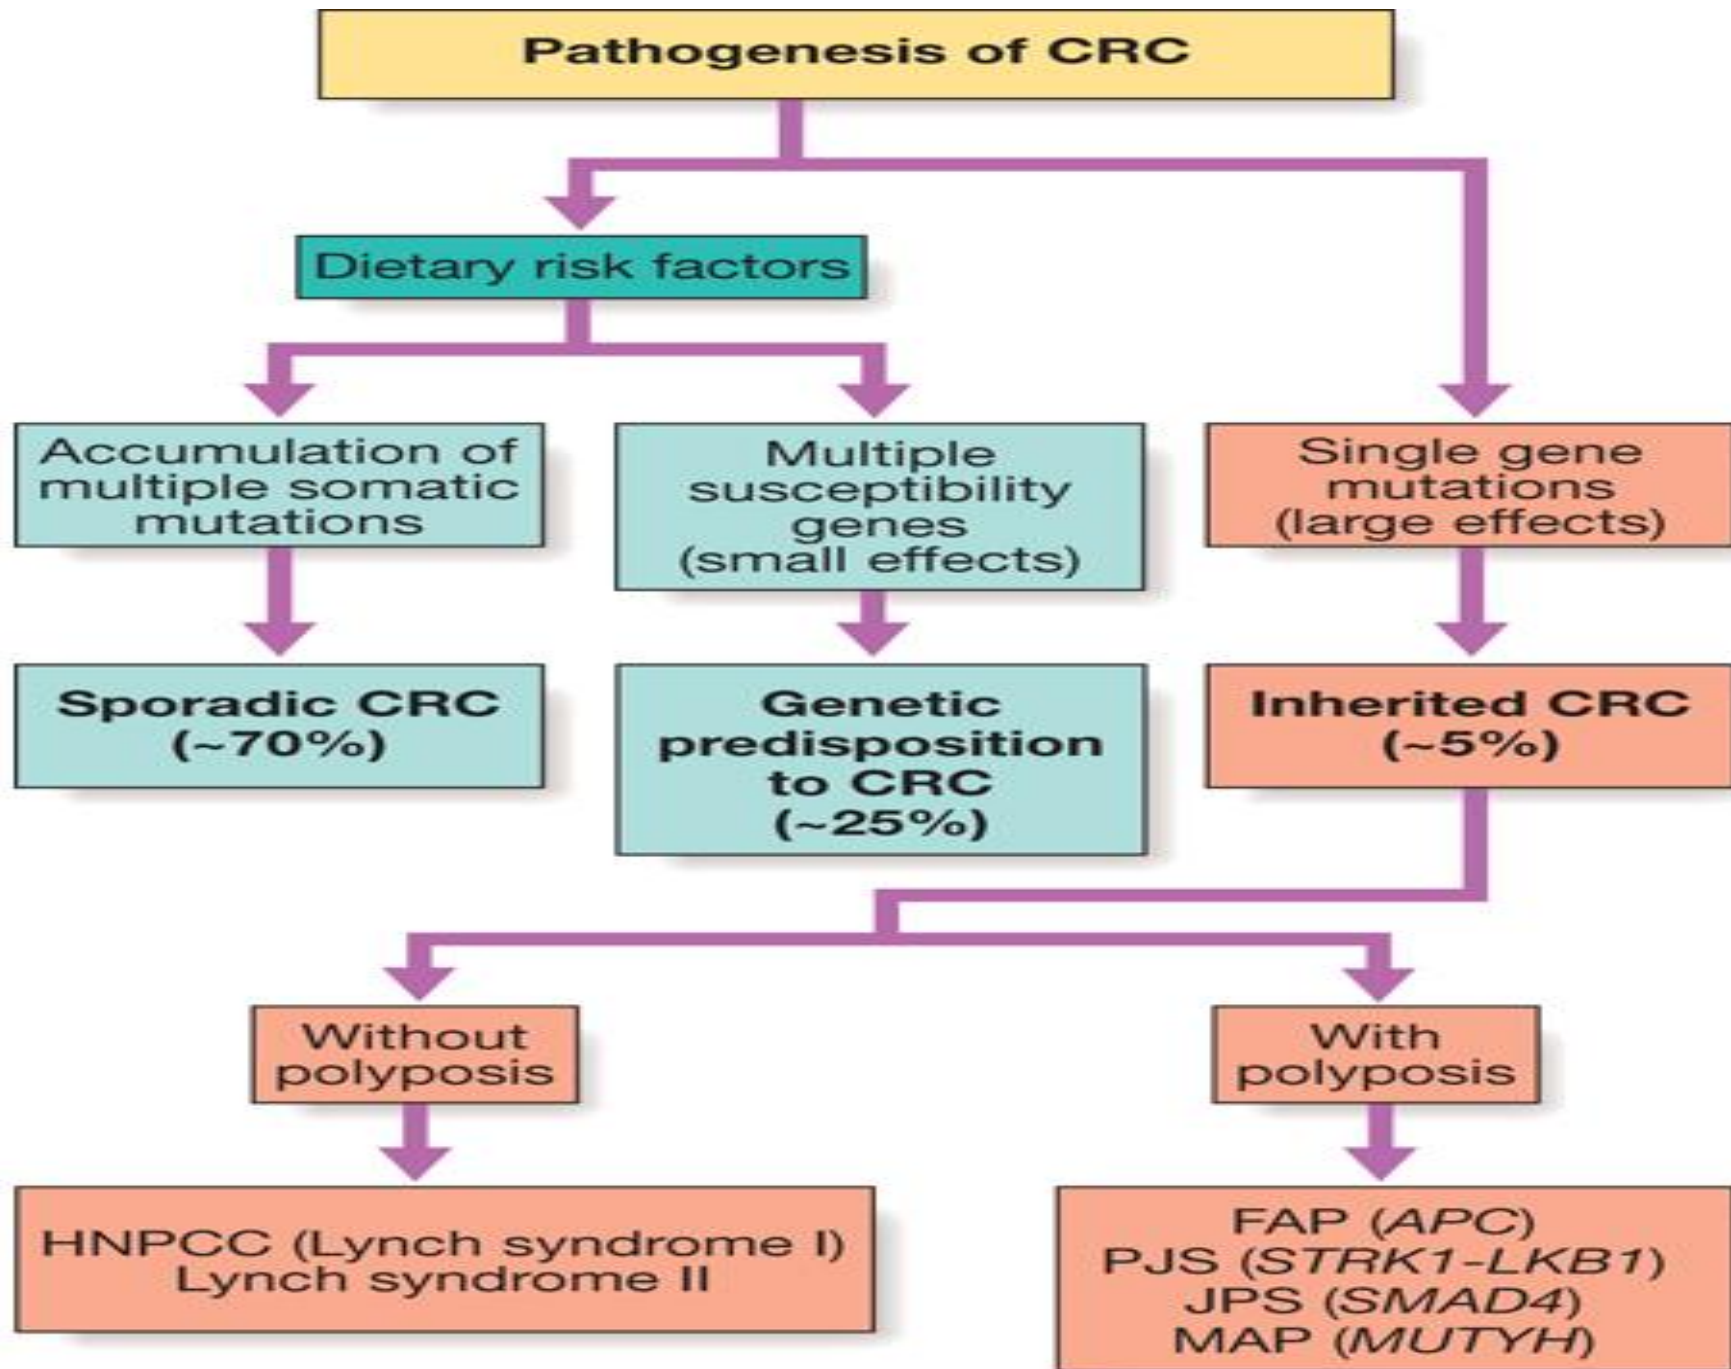 Pathogenesis of CRC
Dietary risk factors
Accumulation of
multiple somatic
mutations
Multiple
susceptibility
genes
(small effects)
Single gene
mutations
(large effects)
Sporadic CRC
(~70%)
Genetic
predisposition
to CRC
(~25%)
Inherited CRC
(~5%)
Without
polyposis
With
polyposis
HNPCC (Lynch syndrome I)
Lynch syndrome II
FAP (APC)
PJS (STRK1-LKB1)
JPS (SMAD4)
MAP (MUTYH)